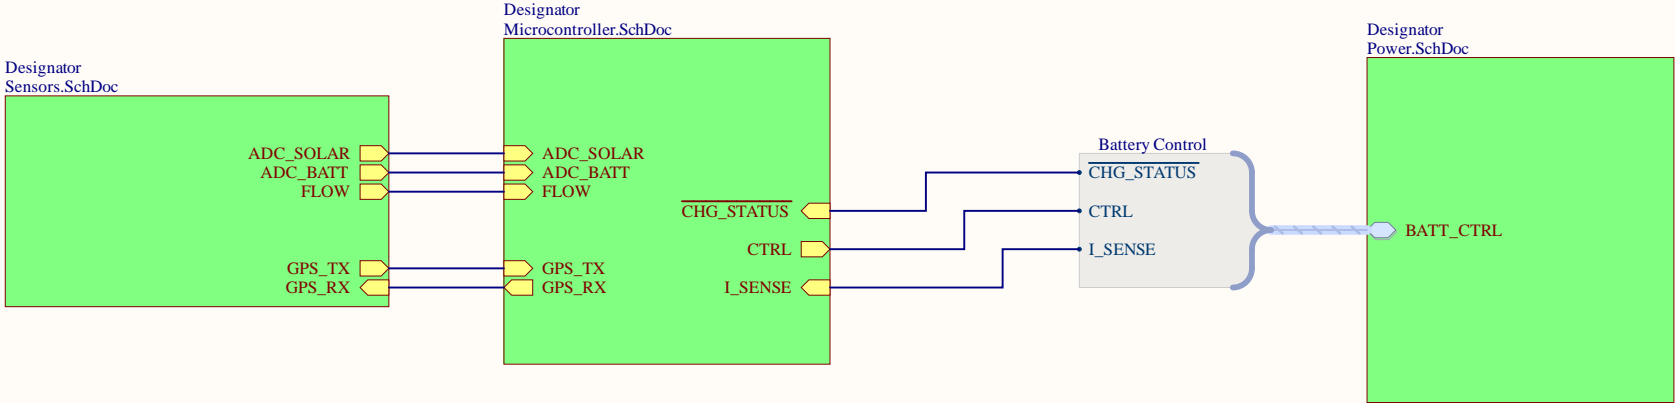 Designator
Sensors.SchDoc
ADC_SOLAR
ADC_BATT
FLOW
GPS_TX
GPS_RX
Designator
Microcontroller.SchDoc
ADC_SOLAR
ADC_BATT
FLOW
GPS_TX
GPS_RX
CHG_STATUS
CTRL
I_SENSE
Battery Control
CHG_STATUS
CTRL
I_SENSE
Designator
Power.SchDoc
BATT_CTRL